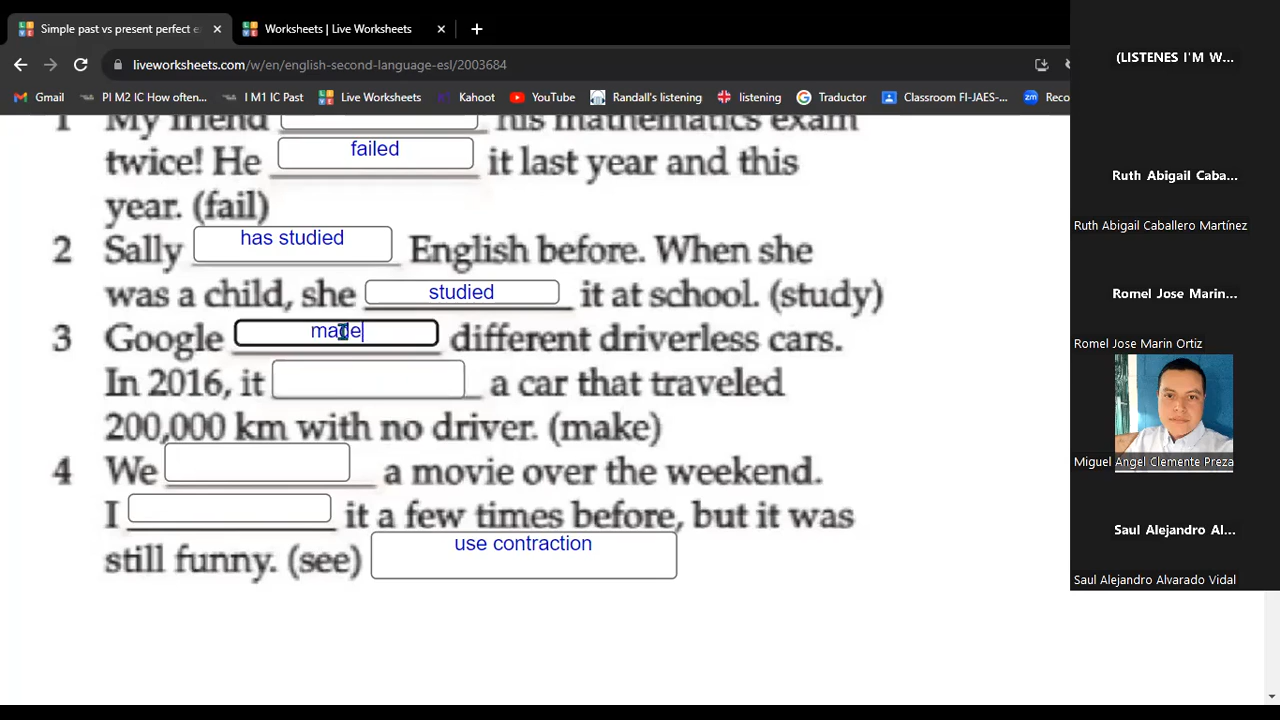 Simple past vs present perfect e
Worksheets | Live Worksheets
liveworksheets.com/w/en/english-second-language-esl/2003684
Gmail
PI M2 IC How often...
I M1 IC Past
Live Worksheets
Kahoot
YouTube
Randall's listening
listening
Traductor
Classroom FI-JAES-...
Reco
1 My friend his mathematics exam
twice! He failed it last year and this
year. (fail)
2 Sally has studied English before. When she
was a child, she studied it at school. (study)
3 Google made different driverless cars.
In 2016, it a car that traveled
200,000 km with no driver. (make)
4 We a movie over the weekend.
I it a few times before, but it was
still funny. (see) use contraction
(LISTENES I'M W...
Ruth Abigail Caba...
Ruth Abigail Caballero Martínez
Romel Jose Marin...
Romel Jose Marin Ortiz
Miguel Angel Clemente Preza
Saul Alejandro Al...
Saul Alejandro Alvarado Vidal